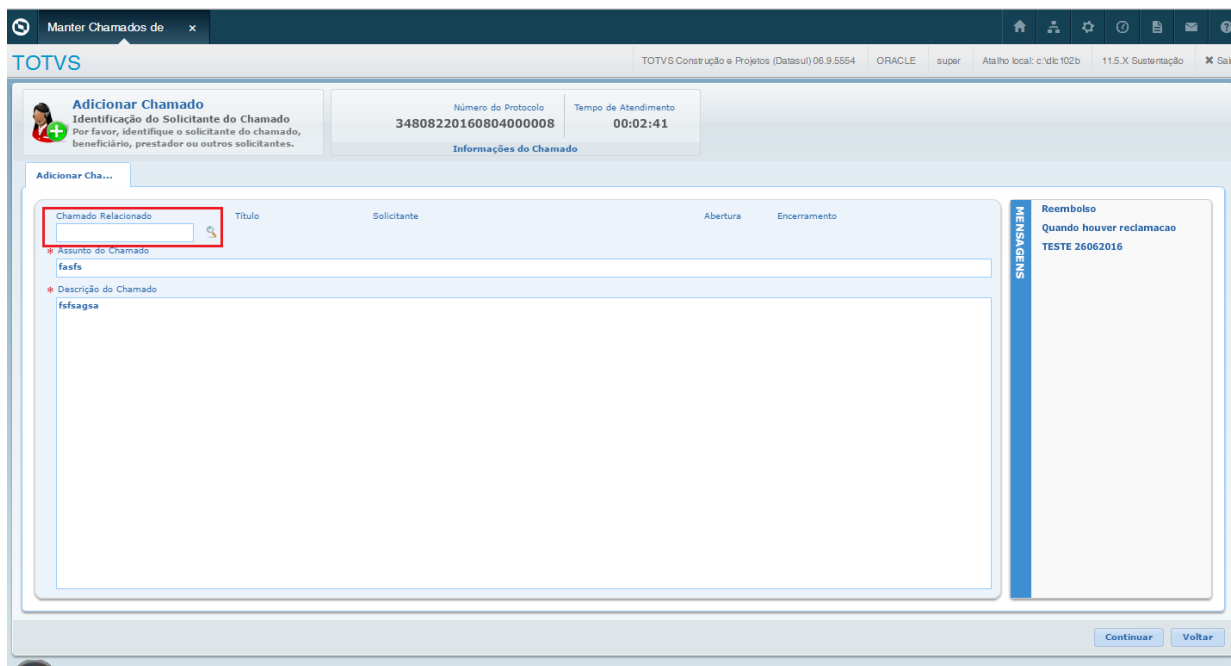 Manter Chamados de x
TOTVS
TOTVS Construção e Projetos (Datasul) 06.9.5554 ORACLE super Atalho local: c:\dlc102b 11.5.X Sustentação Sai
Adicionar Chamado
Identificação do Solicitante do Chamado
Por favor, identifique o solicitante do chamado,
beneficiário, prestador ou outros solicitantes.
Número do Protocolo Tempo de Atendimento
34808220160804000008 00:02:41
Informações do Chamado
Adicionar Cha...
Chamado Relacionado Título Solicitante Abertura Encerramento
* Assunto do Chamado
fasfs
* Descrição do Chamado
fsfsagsa
MENSAGENS
Reembolso
Quando houver reclamacao
TESTE 26062016
Continuar Voltar